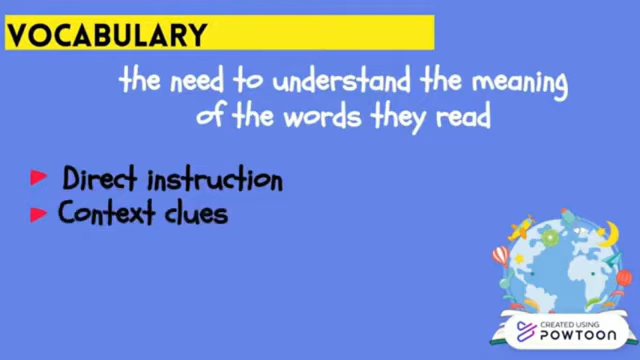 VOCABULARY
the need to understand the meaning
of the words they read
Direct instruction
Context clues
CREATED USING
POWTOON